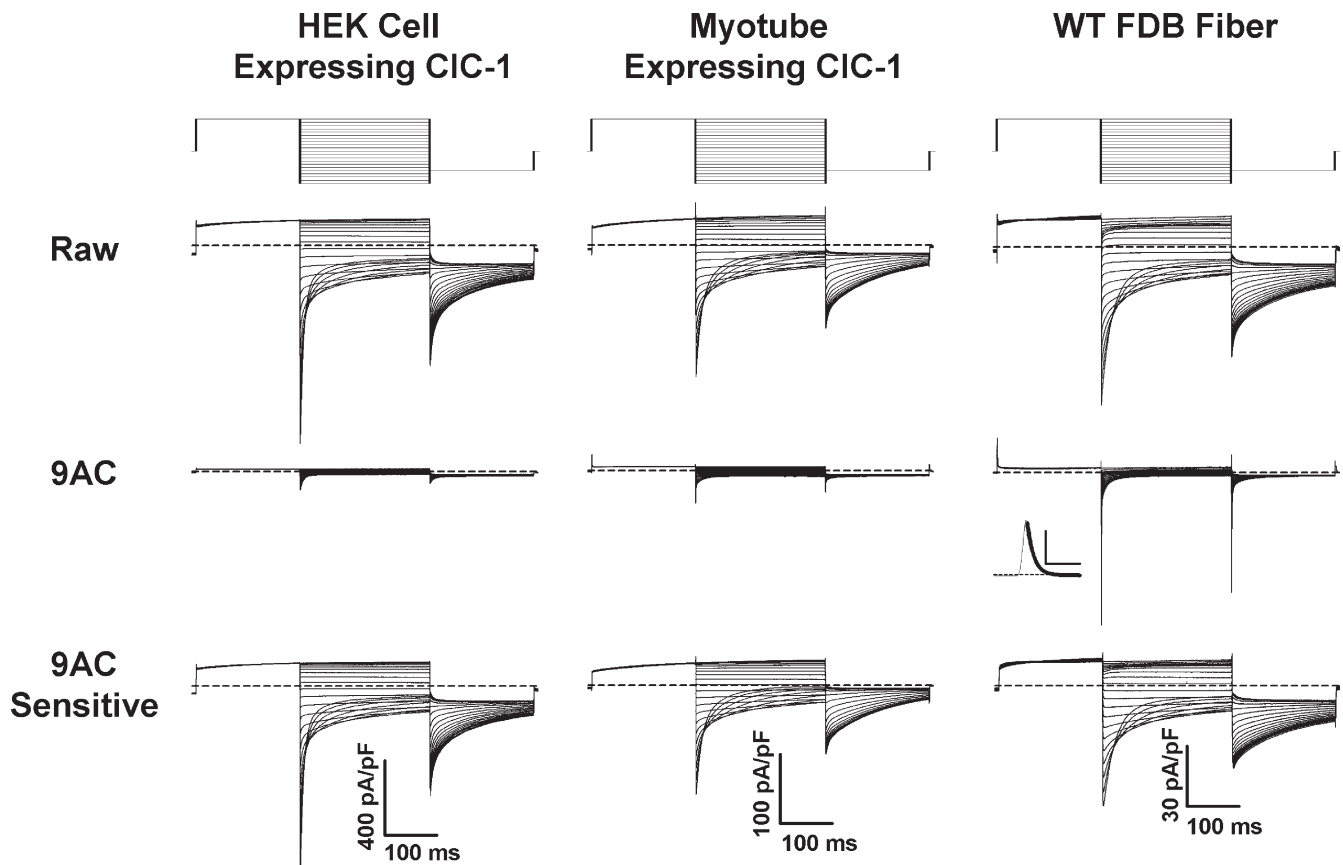 HEK Cell
Expressing ClC-1
Myotube
Expressing ClC-1
WT FDB Fiber
Raw
9AC
9AC
Sensitive
400 pA/pF
100 ms
100 pA/pF
100 ms
30 pA/pF
100 ms